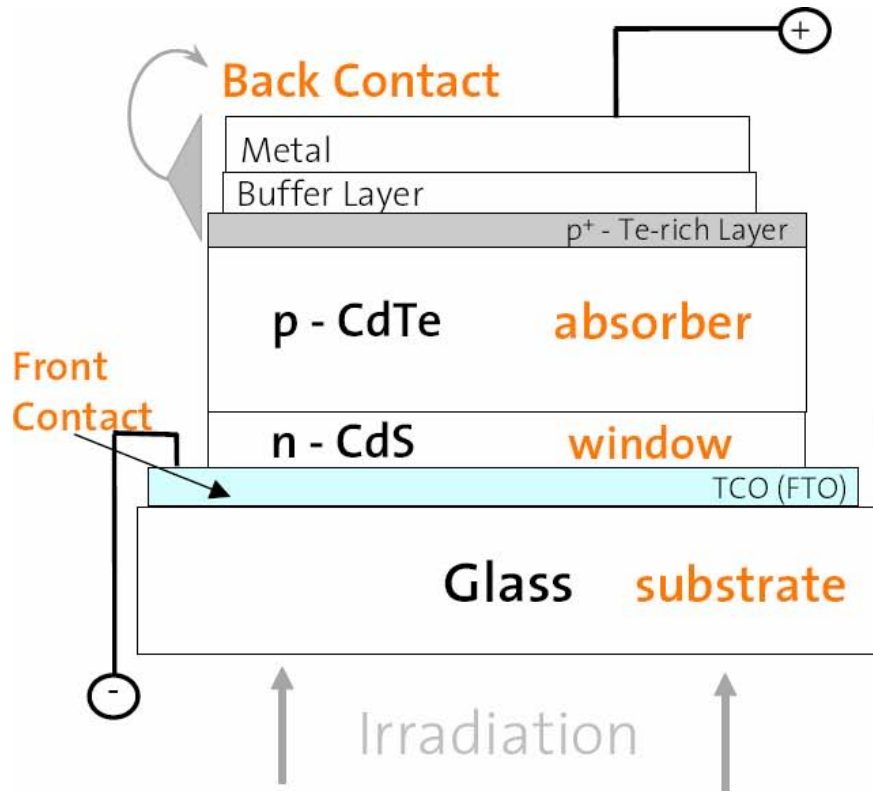 +
Back Contact
Metal
Buffer Layer
p⁺ - Te-rich Layer
p - CdTe absorber
Front
Contact
n - CdS window
TCO (FTO)
Glass substrate
-
Irradiation